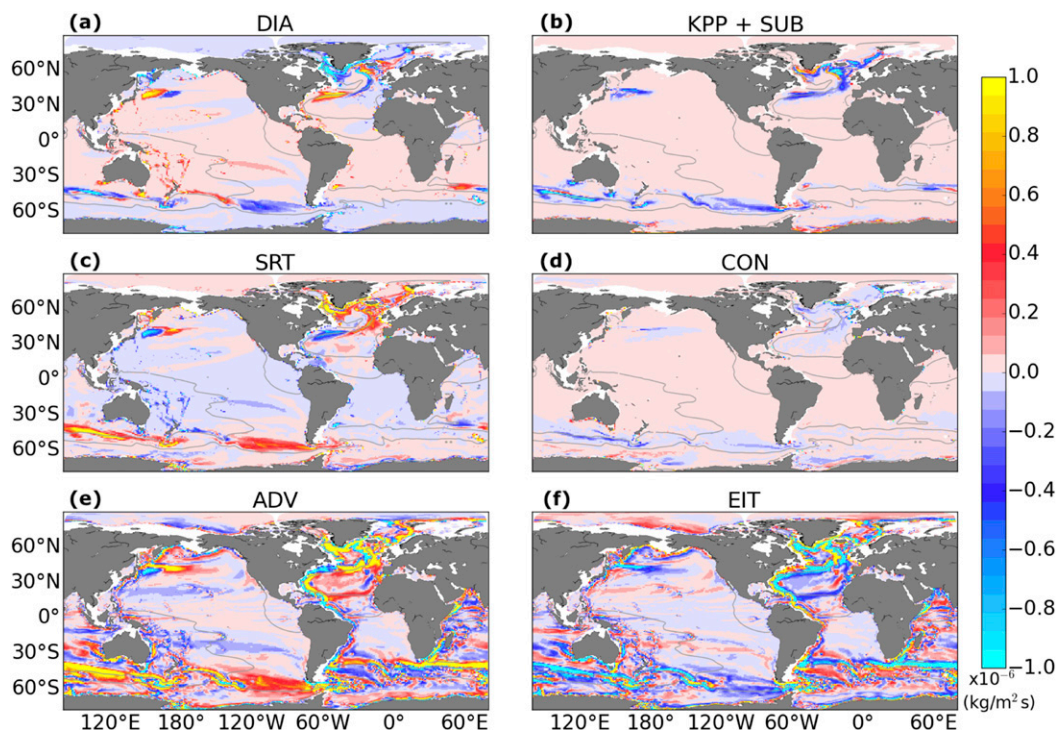 (a) DIA
(b) KPP + SUB
60°N
30°N
0°
30°S
60°S
(c) SRT
(d) CON
60°N
30°N
0°
30°S
60°S
(e) ADV
(f) EIT
60°N
30°N
0°
30°S
60°S
120°E 180° 120°W 60°W 0° 60°E
120°E 180° 120°W 60°W 0° 60°E
1.0
0.8
0.6
0.4
0.2
0.0
−0.2
−0.4
−0.6
−0.8
−1.0
x10⁻⁶
(kg/m² s)